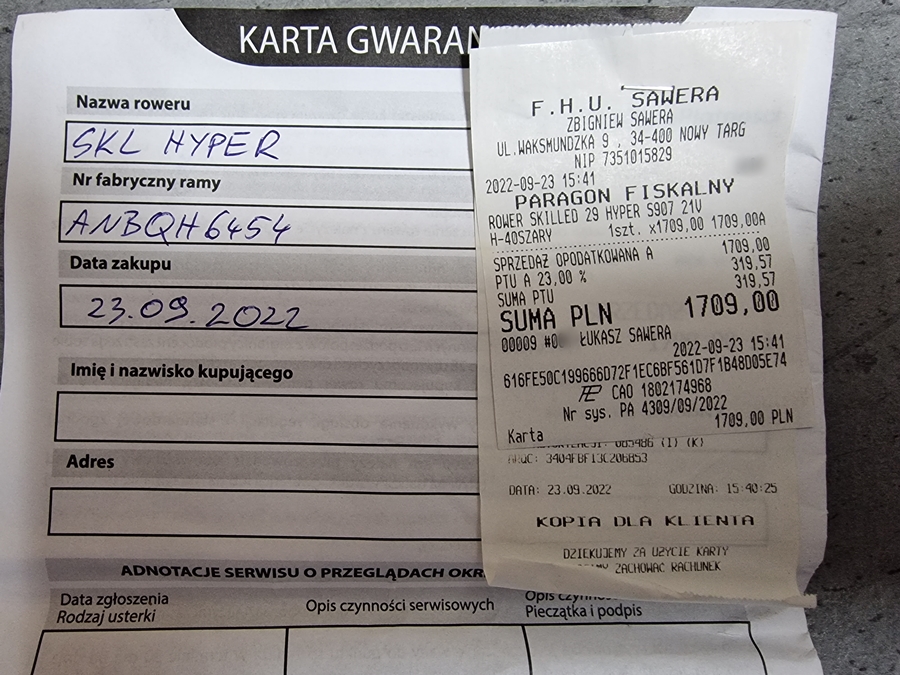 KARTA GWARAN
Nazwa roweru
SKL HYPER
Nr fabryczny ramy
ANBQH6454
Data zakupu
23.09.2022
Imię i nazwisko kupującego
Adres
ADNOTACJE SERWISU O PRZEGLĄDACH OKR
Data zgłoszenia
Rodzaj usterki
Opis czynności serwisowych
Opis
Pieczątka i podpis
F.H.U. SAWERA
ZBIGNIEW SAWERA
UL.WAKSMUNDZKA 9 , 34-400 NOWY TARG
NIP 7351015829
2022-09-23 15:41
PARAGON FISKALNY
ROWER SKILLED 29 HYPER S907 21V
H-40SZARY 1szt. x1709,00 1709,00A
SPRZEDAŻ OPODATKOWANA A 1709,00
PTU A 23,00 % 319,57
SUMA PTU 319,57
SUMA PLN 1709,00
00009 #0 ŁUKASZ SAWERA
2022-09-23 15:41
616FE50C199666D72F1EC6BF561D7F1B48D05E74
CAO 1802174968
Nr sys. PA 4309/09/2022
Karta 1709,00 PLN
(1) (K)
DATA: 23.09.2022 GODZINA: 15:40:25
KOPIA DLA KLIENTA
DZIEKUJEMY ZA UZYCIE KARTY
ZACHOWAC RACHUNEK